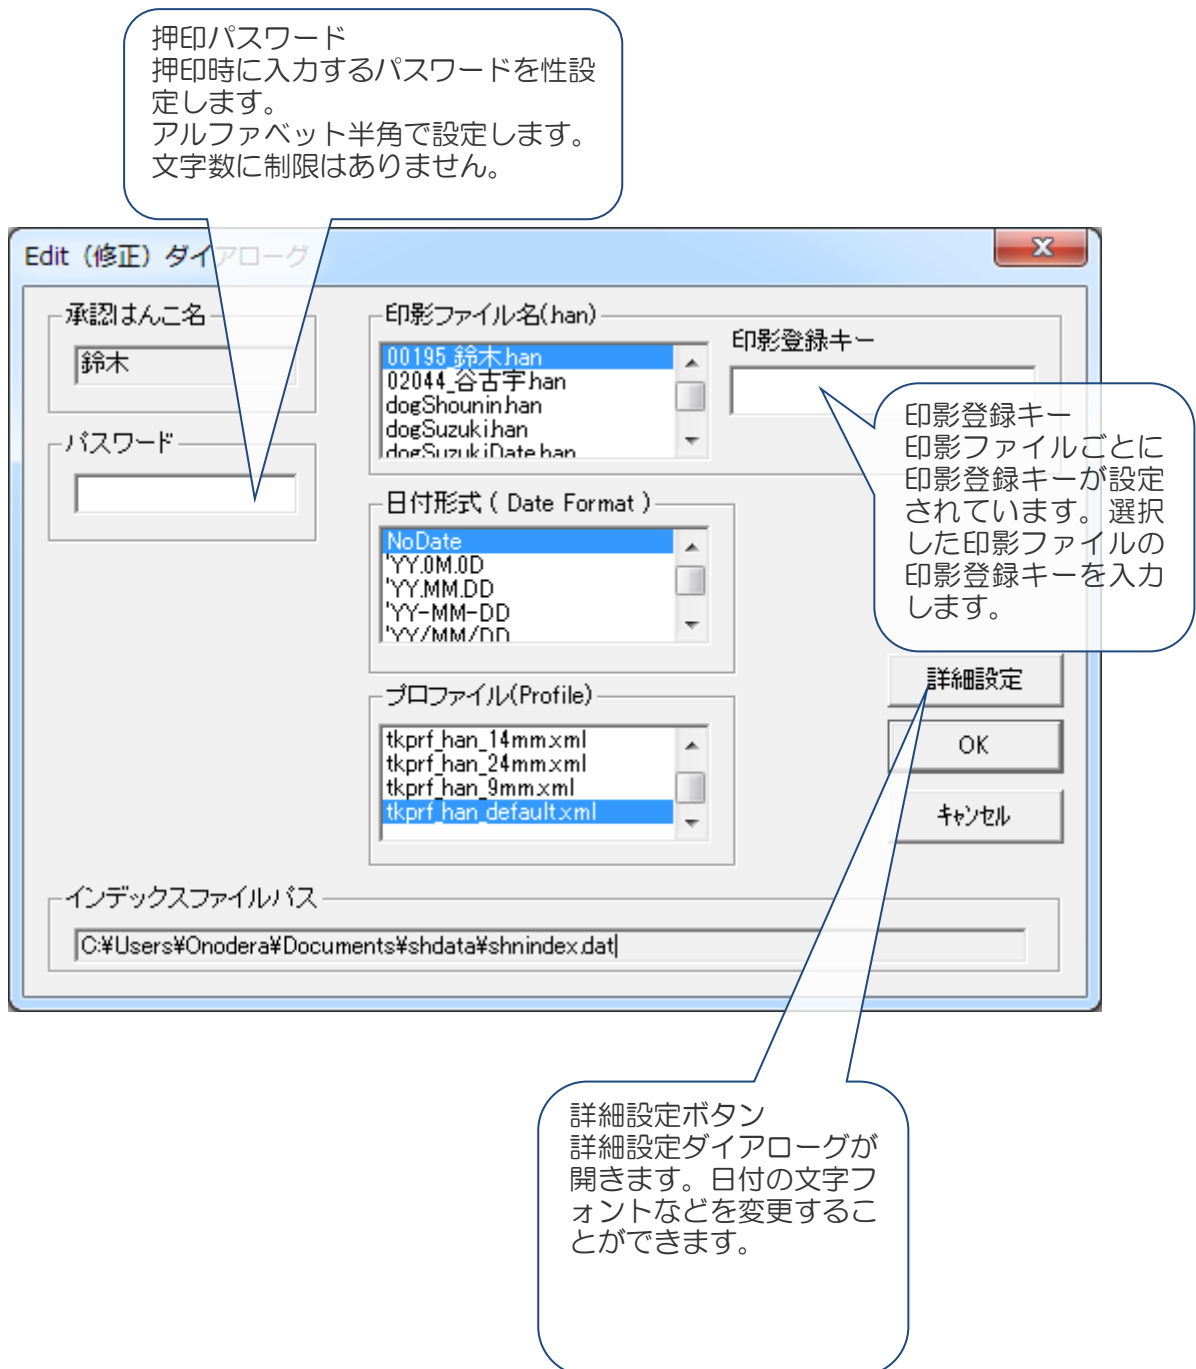 押印パスワード
押印時に入力するパスワードを性設
定します。
アルファベット半角で設定します。
文字数に制限はありません。
Edit（修正）ダイアローグ
承認はんこ名
鈴木
パスワード
印影ファイル名(.han)
00195_鈴木.han
02044_谷古宇.han
dogShounin.han
dogSuzuki.han
dogSuzukiDate.han
印影登録キー
印影登録キー
印影ファイルごとに
印影登録キーが設定
されています。選択
した印影ファイルの
印影登録キーを入力
します。
日付形式 ( Date Format )
NoDate
'YY.0M.0D
'YY.MM.DD
'YY-MM-DD
'YY/MM/DD
プロファイル(Profile)
tkprf_han_14mm.xml
tkprf_han_24mm.xml
tkprf_han_9mm.xml
tkprf_han_default.xml
詳細設定
OK
キャンセル
インデックスファイルパス
C:¥Users¥Onodera¥Documents¥shdata¥shnindex.dat
詳細設定ボタン
詳細設定ダイアローグが
開きます。日付の文字フ
ォントなどを変更するこ
とができます。